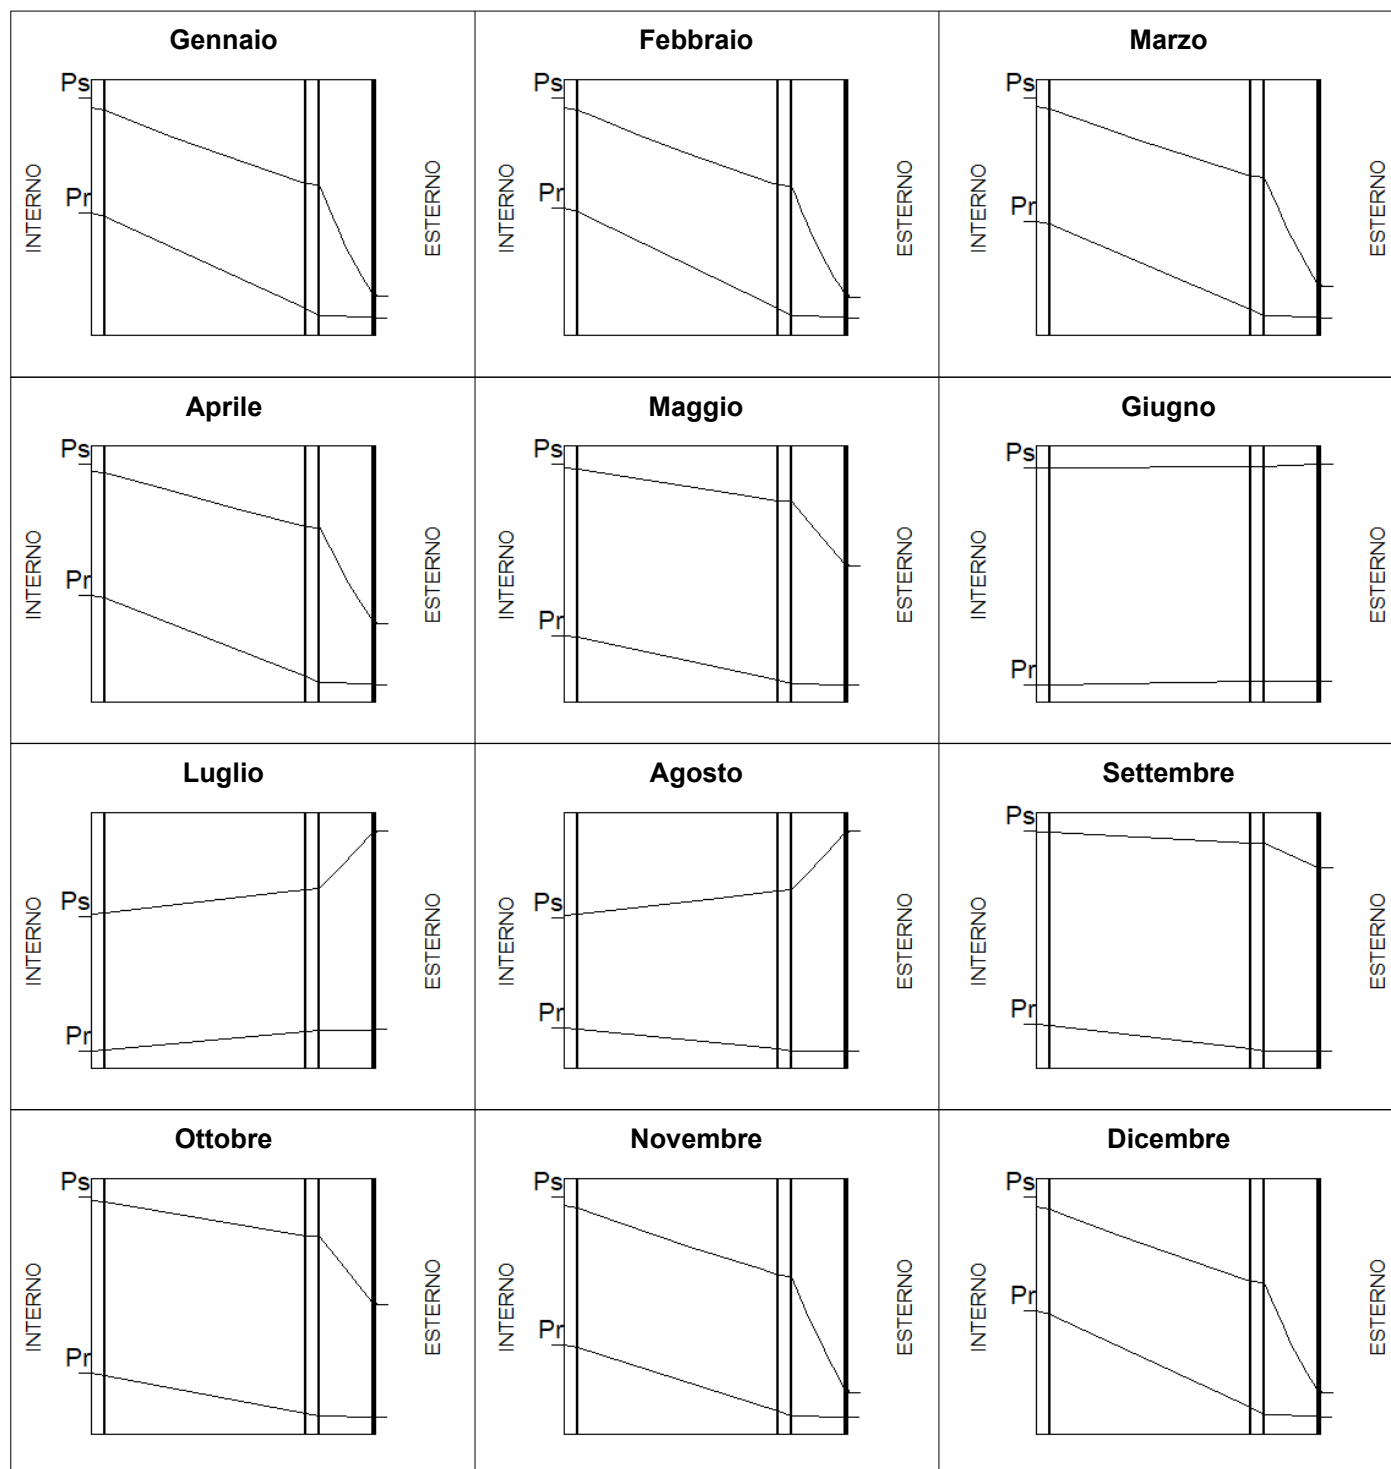 Gennaio
Febbraio
Marzo
Ps
Pr
INTERNO
ESTERNO
Ps
Pr
INTERNO
ESTERNO
Ps
Pr
INTERNO
ESTERNO
Aprile
Maggio
Giugno
Ps
Pr
INTERNO
ESTERNO
Ps
Pr
INTERNO
ESTERNO
Ps
Pr
INTERNO
ESTERNO
Luglio
Agosto
Settembre
Ps
Pr
INTERNO
ESTERNO
Ps
Pr
INTERNO
ESTERNO
Ps
Pr
INTERNO
ESTERNO
Ottobre
Novembre
Dicembre
Ps
Pr
INTERNO
ESTERNO
Ps
Pr
INTERNO
ESTERNO
Ps
Pr
INTERNO
ESTERNO